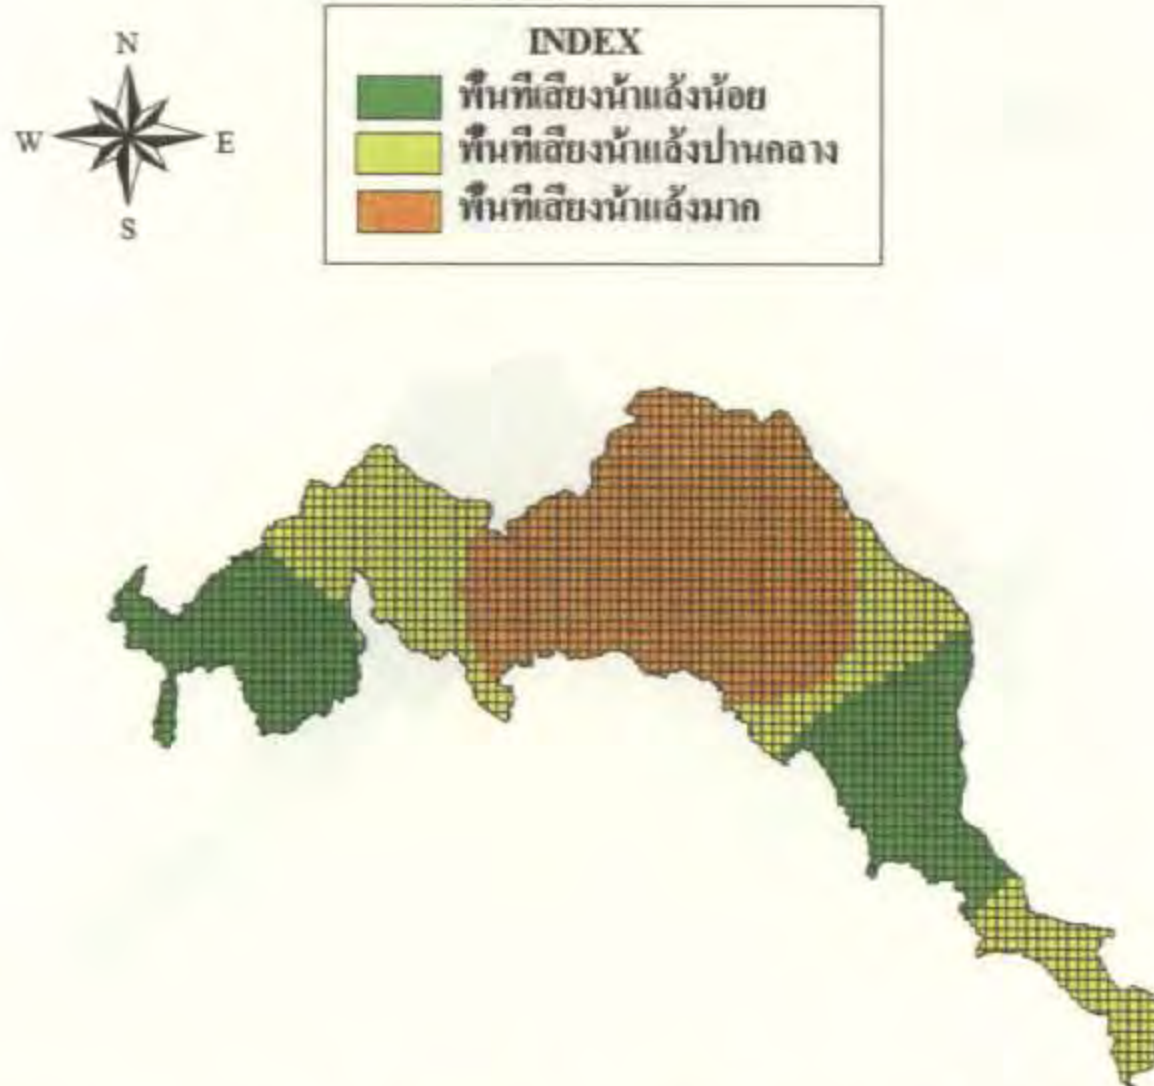 N
W E
S
INDEX
พื้นที่เสี่ยงน้ำแล้งน้อย
พื้นที่เสี่ยงน้ำแล้งปานกลาง
พื้นที่เสี่ยงน้ำแล้งมาก